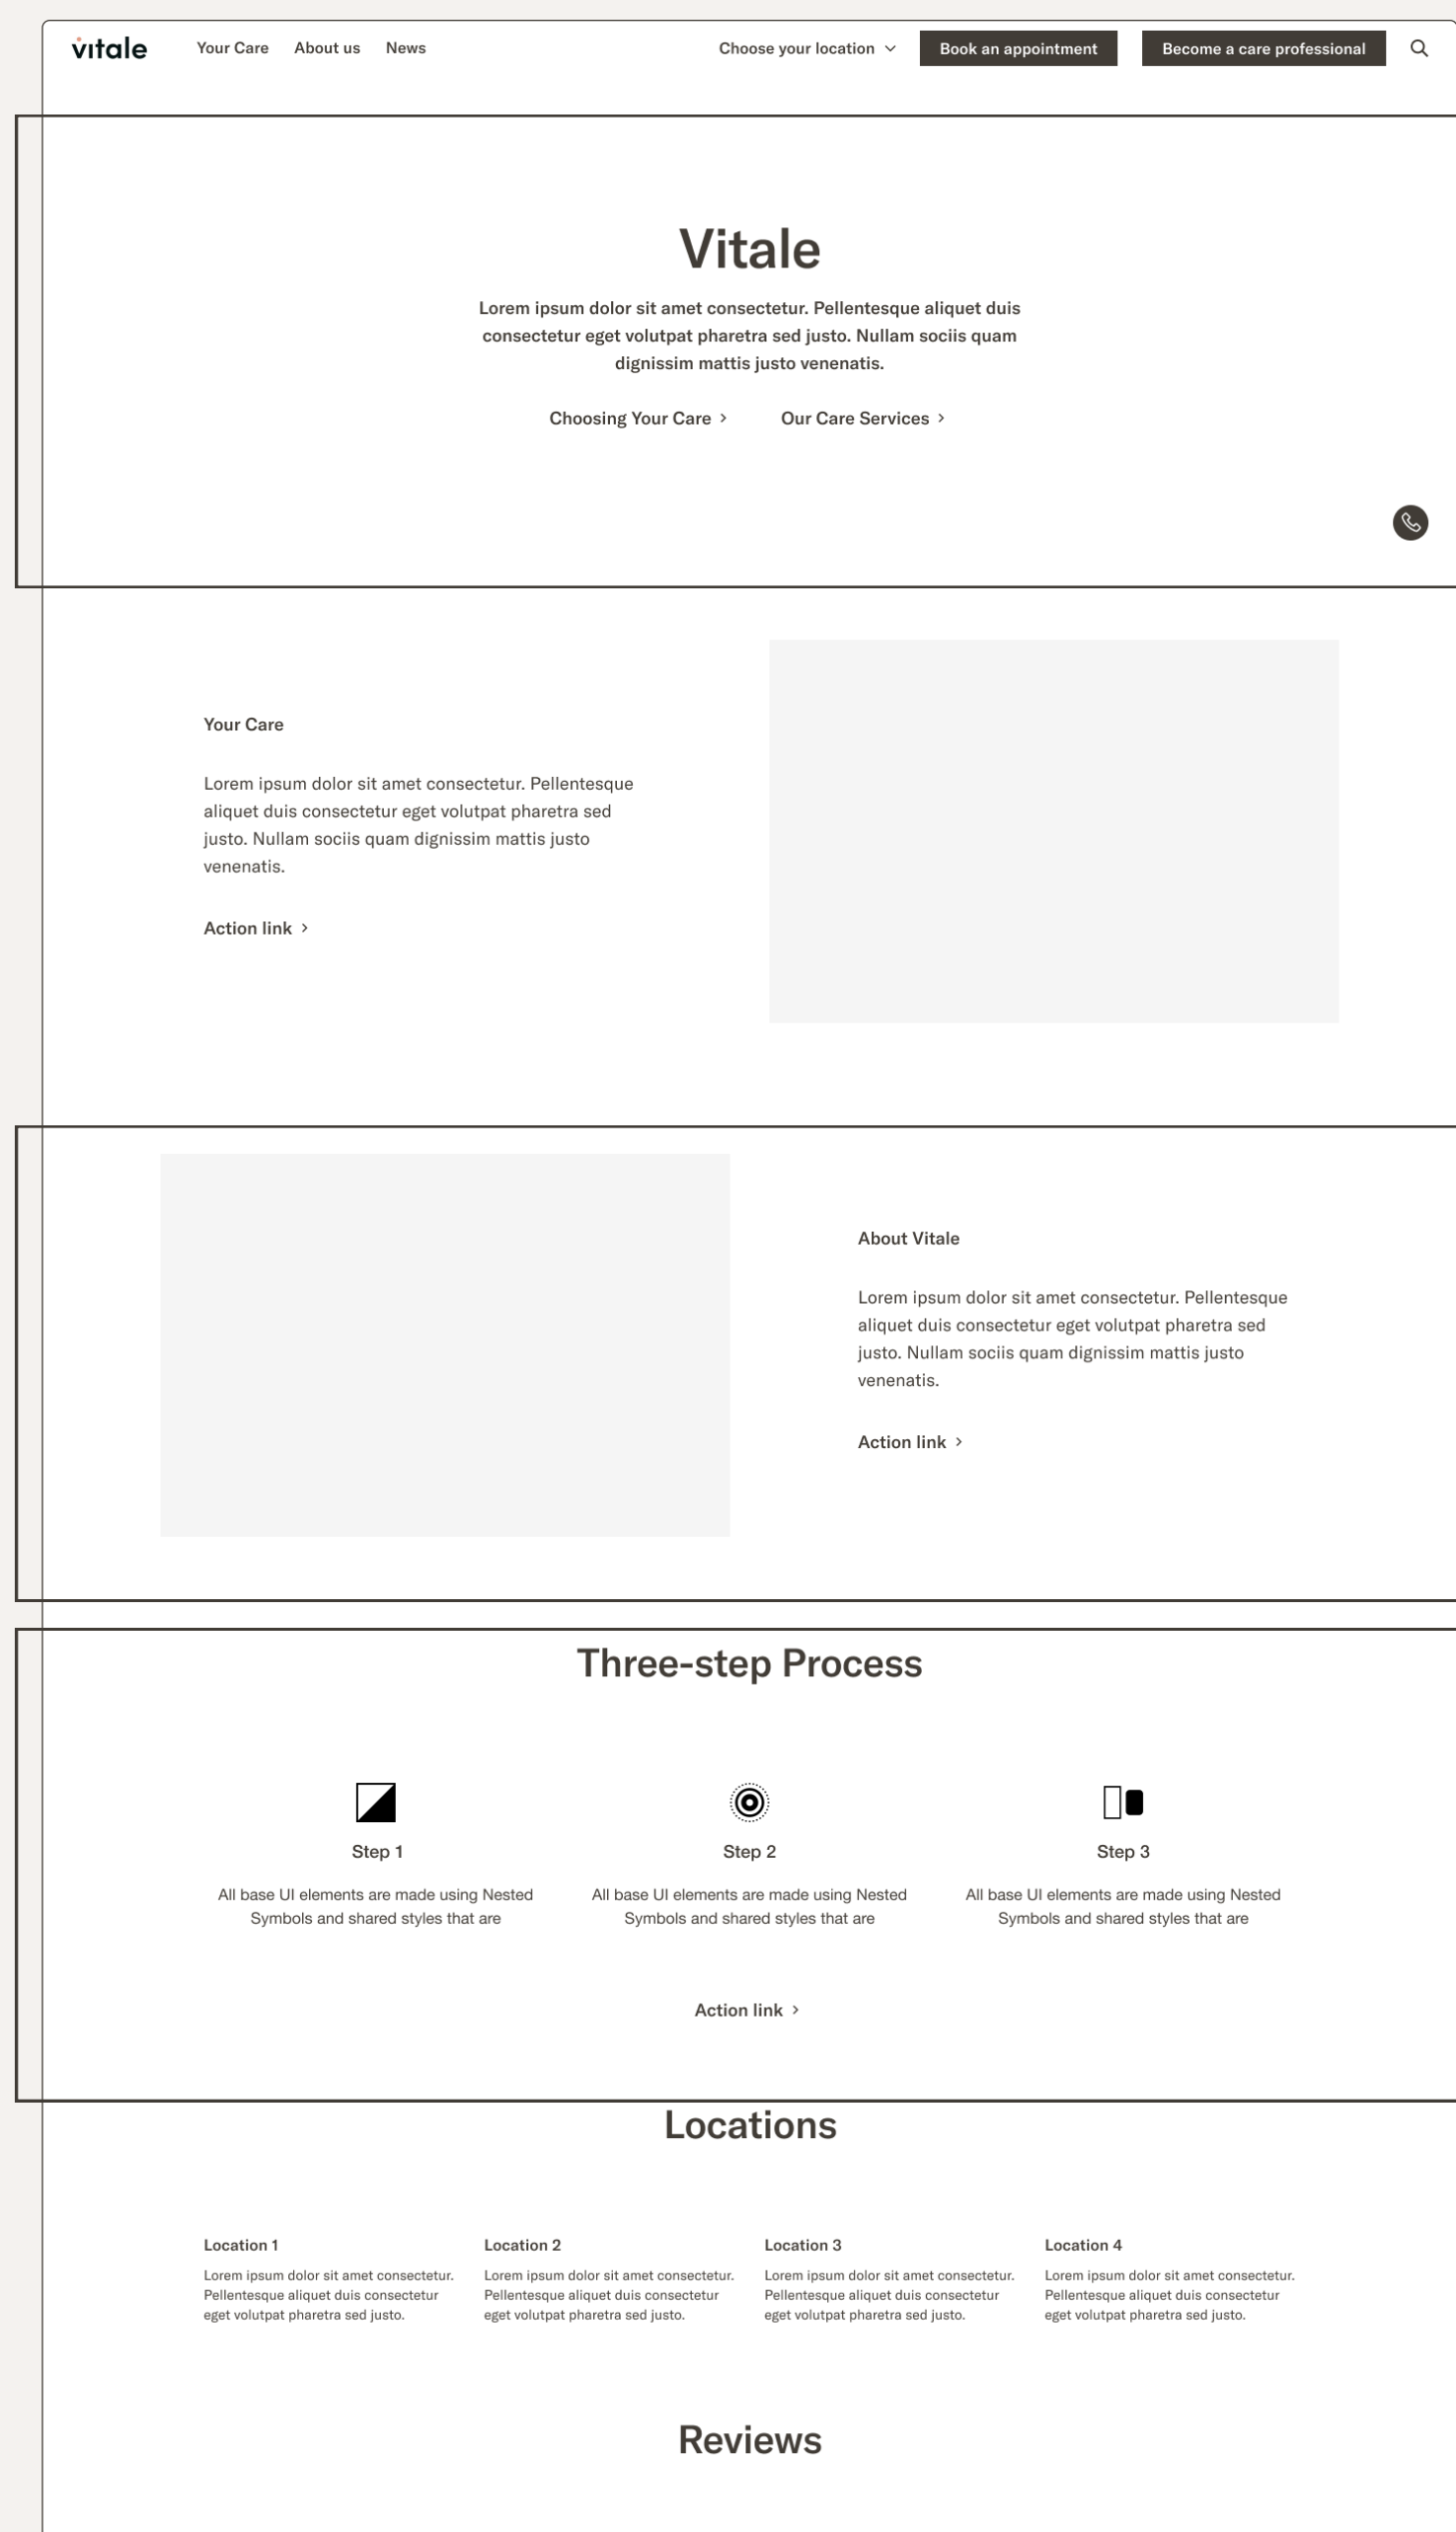 vitale
Your Care
About us
News
Choose your location
Book an appointment
Become a care professional
Vitale
Lorem ipsum dolor sit amet consectetur. Pellentesque aliquet duis
consectetur eget volutpat pharetra sed justo. Nullam sociis quam
dignissim mattis justo venenatis.
Choosing Your Care
Our Care Services
Your Care
Lorem ipsum dolor sit amet consectetur. Pellentesque
aliquet duis consectetur eget volutpat pharetra sed
justo. Nullam sociis quam dignissim mattis justo
venenatis.
Action link
About Vitale
Lorem ipsum dolor sit amet consectetur. Pellentesque
aliquet duis consectetur eget volutpat pharetra sed
justo. Nullam sociis quam dignissim mattis justo
venenatis.
Action link
Three-step Process
Step 1
All base UI elements are made using Nested
Symbols and shared styles that are
Step 2
All base UI elements are made using Nested
Symbols and shared styles that are
Step 3
All base UI elements are made using Nested
Symbols and shared styles that are
Action link
Locations
Location 1
Lorem ipsum dolor sit amet consectetur.
Pellentesque aliquet duis consectetur
eget volutpat pharetra sed justo.
Location 2
Lorem ipsum dolor sit amet consectetur.
Pellentesque aliquet duis consectetur
eget volutpat pharetra sed justo.
Location 3
Lorem ipsum dolor sit amet consectetur.
Pellentesque aliquet duis consectetur
eget volutpat pharetra sed justo.
Location 4
Lorem ipsum dolor sit amet consectetur.
Pellentesque aliquet duis consectetur
eget volutpat pharetra sed justo.
Reviews